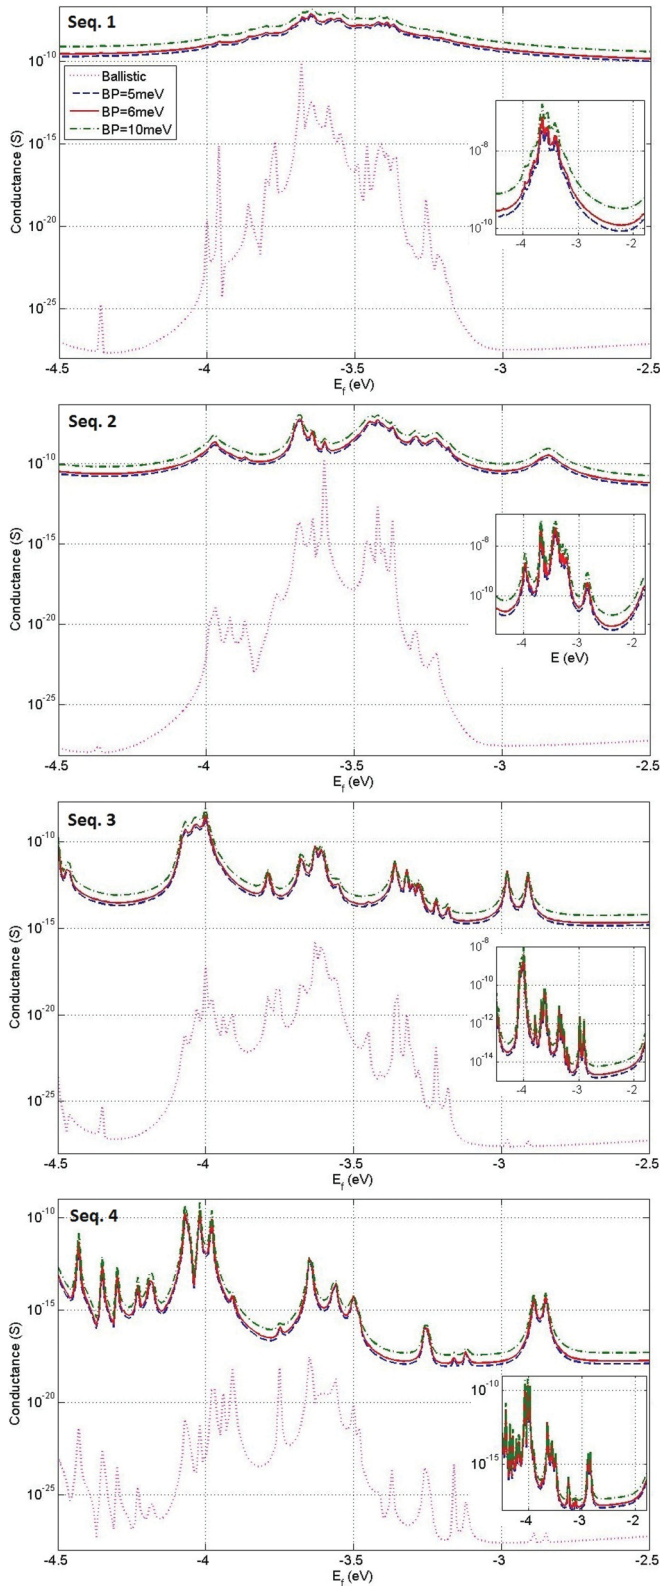 Seq. 1
10^-10
Ballistic
BP=5meV
BP=6meV
BP=10meV
10^-15
10^-20
10^-25
Conductance (S)
10^-8
10^-10
-4 -3 -2
-4.5 -4 -3.5 -3 -2.5
E_f (eV)
Seq. 2
10^-10
10^-15
10^-20
10^-25
Conductance (S)
10^-8
10^-10
-4 -3 -2
E (eV)
-4.5 -4 -3.5 -3 -2.5
E_f (eV)
Seq. 3
10^-10
10^-15
10^-20
10^-25
Conductance (S)
10^-8
10^-10
10^-12
10^-14
-4 -3 -2
-4.5 -4 -3.5 -3 -2.5
E_f (eV)
Seq. 4
10^-10
10^-15
10^-20
10^-25
Conductance (S)
10^-10
10^-15
-4 -3 -2
-4.5 -4 -3.5 -3 -2.5
E_f (eV)